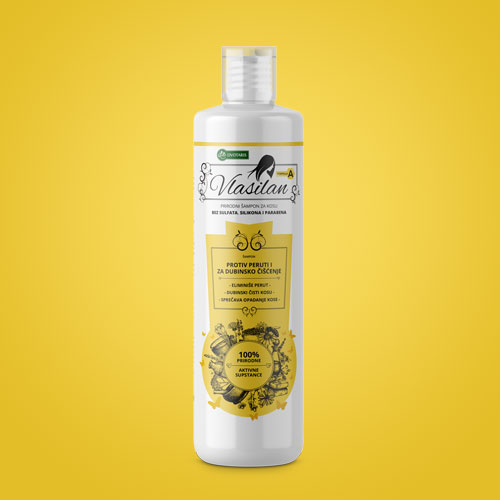 Vlasilan
A
PRIRODNI ŠAMPON ZA KOSU
BEZ SULFATA, SILIKONA I PARABENA
PROTIV PERUTI I
ZA DUBINSKO ČIŠĆENJE
- ELIMINIŠE PERUT -
- DUBINSKI ČISTI KOSU -
- SPREČAVA OPADANJE KOSE -
100%
PRIRODNE
AKTIVNE
SUPSTANCE